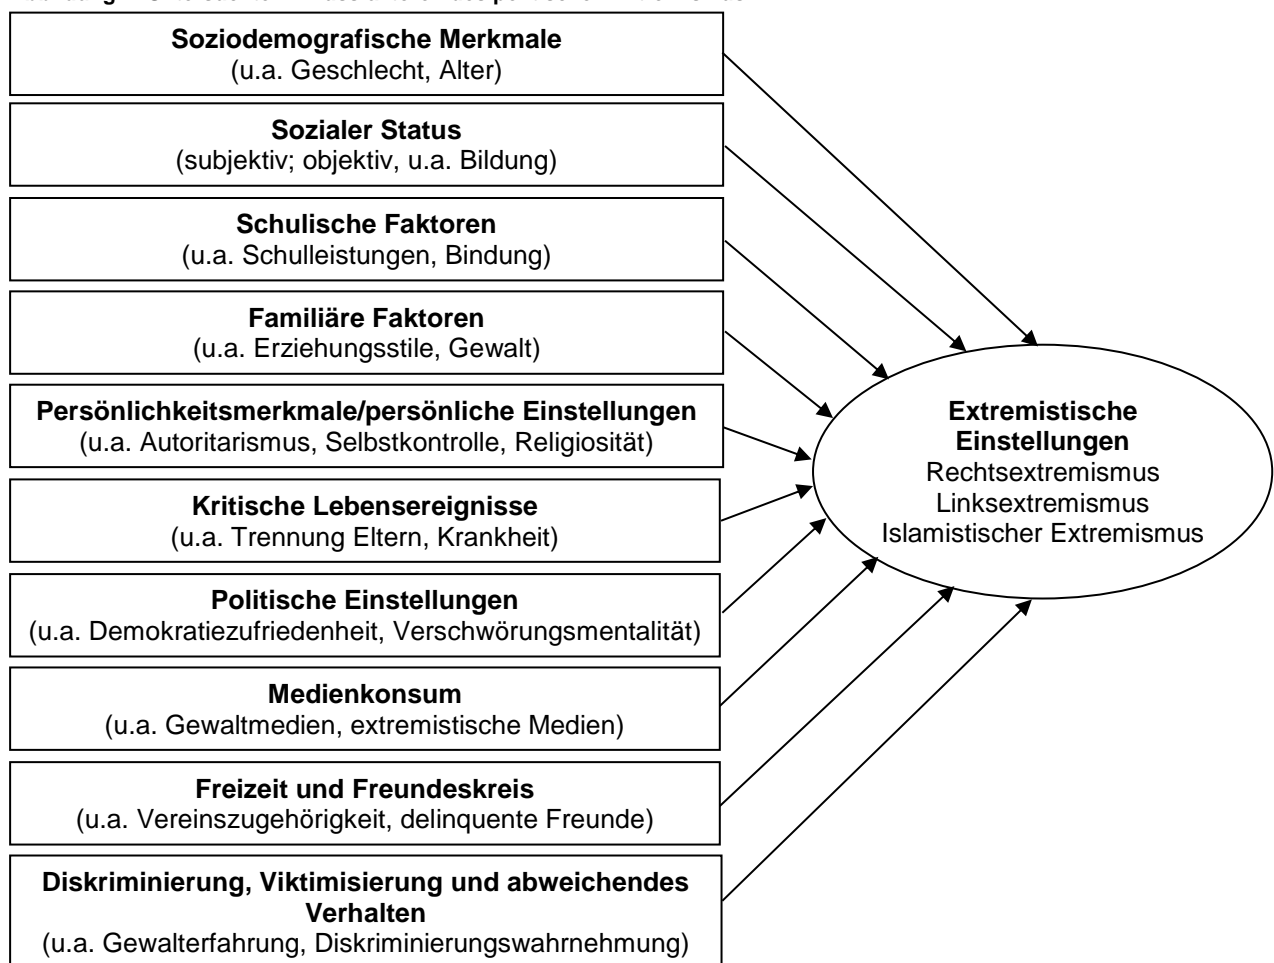 Soziodemografische Merkmale
(u.a. Geschlecht, Alter)
Sozialer Status
(subjektiv; objektiv, u.a. Bildung)
Schulische Faktoren
(u.a. Schulleistungen, Bindung)
Familiäre Faktoren
(u.a. Erziehungsstile, Gewalt)
Persönlichkeitsmerkmale/persönliche Einstellungen
(u.a. Autoritarismus, Selbstkontrolle, Religiosität)
Kritische Lebensereignisse
(u.a. Trennung Eltern, Krankheit)
Politische Einstellungen
(u.a. Demokratiezufriedenheit, Verschwörungsmentalität)
Medienkonsum
(u.a. Gewaltmedien, extremistische Medien)
Freizeit und Freundeskreis
(u.a. Vereinszugehörigkeit, delinquente Freunde)
Diskriminierung, Viktimisierung und abweichendes
Verhalten
(u.a. Gewalterfahrung, Diskriminierungswahrnehmung)
Extremistische
Einstellungen
Rechtsextremismus
Linksextremismus
Islamistischer Extremismus